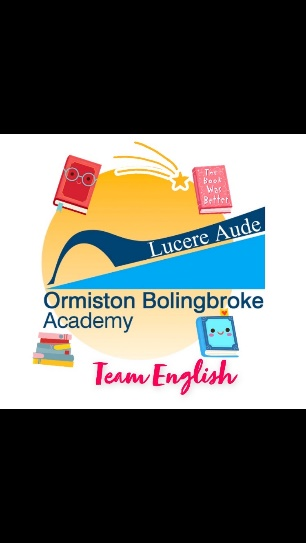 The
Book
Was
Better
Lucere Aude
Ormiston Bolingbroke
Academy
Team English